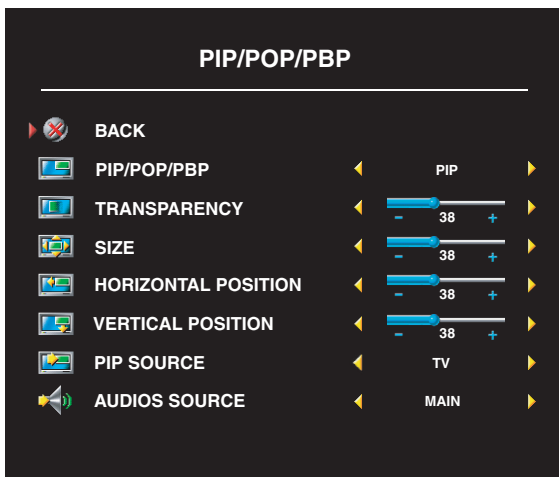 PIP/POP/PBP
BACK
PIP/POP/PBP PIP
TRANSPARENCY - 38 +
SIZE - 38 +
HORIZONTAL POSITION - 38 +
VERTICAL POSITION - 38 +
PIP SOURCE TV
AUDIOS SOURCE MAIN